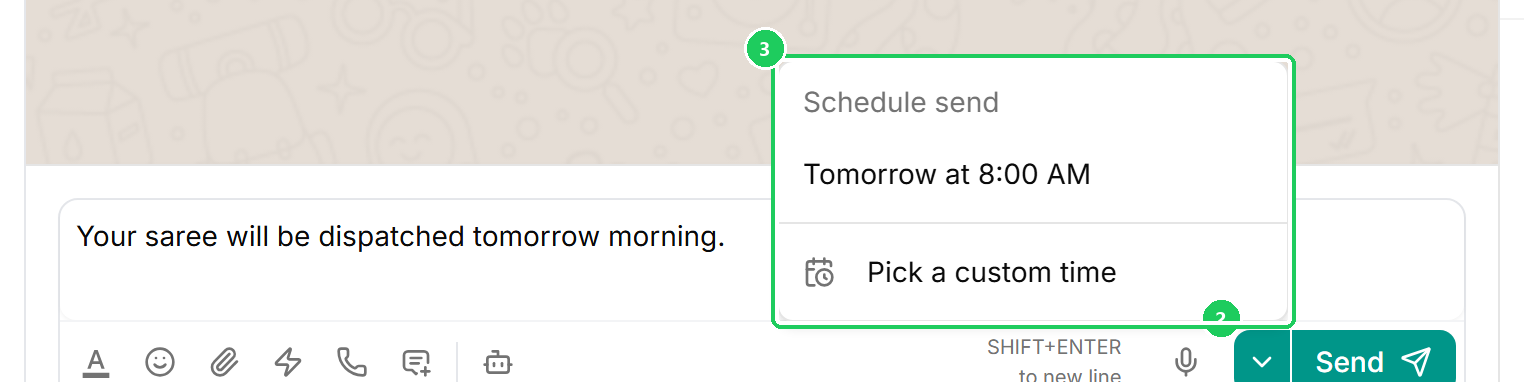 3
Schedule send
Tomorrow at 8:00 AM
Your saree will be dispatched tomorrow morning.
Pick a custom time
2
SHIFT+ENTER
to new line
A
Send